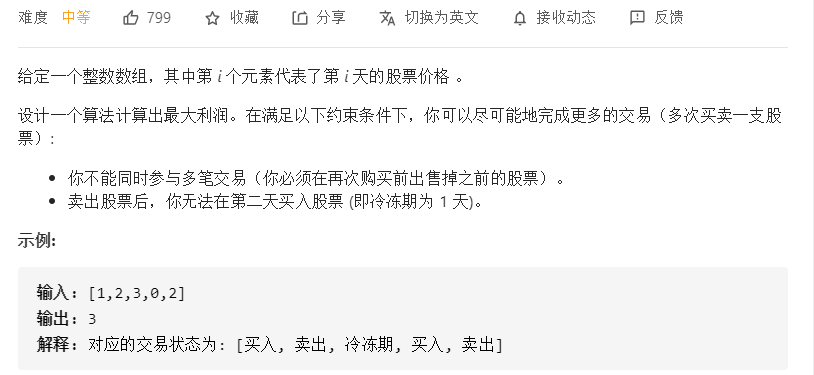 难度 中等 799 收藏 分享 切换为英文 接收动态 反馈
给定一个整数数组，其中第 i 个元素代表了第 i 天的股票价格 。
设计一个算法计算出最大利润。在满足以下约束条件下，你可以尽可能地完成更多的交易（多次买卖一支股
票）:
你不能同时参与多笔交易（你必须在再次购买前出售掉之前的股票）。
卖出股票后，你无法在第二天买入股票 (即冷冻期为 1 天)。
示例:
输入: [1,2,3,0,2]
输出: 3
解释: 对应的交易状态为: [买入, 卖出, 冷冻期, 买入, 卖出]